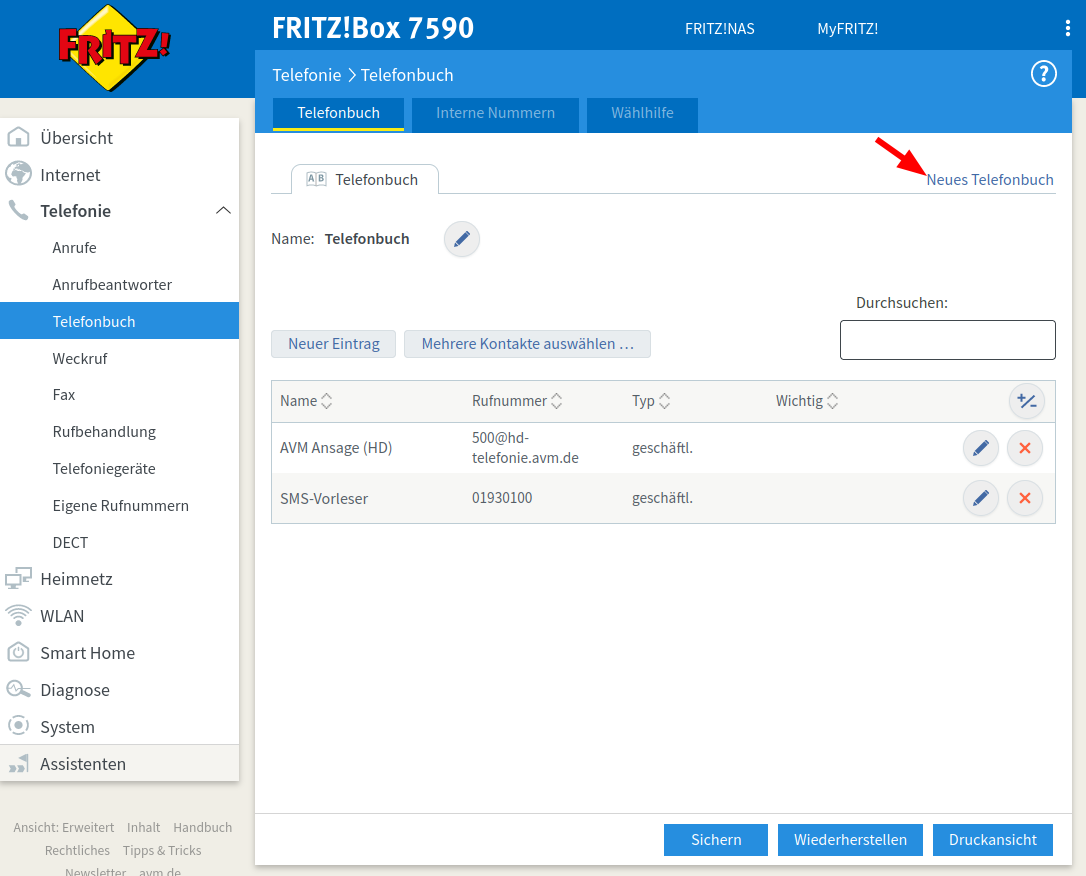 FRITZ!
FRITZ!Box 7590
FRITZ!NAS
MyFRITZ!
Telefonie > Telefonbuch
?
Telefonbuch
Interne Nummern
Wählhilfe
Übersicht
Internet
Telefonie
Anrufe
Anrufbeantworter
Telefonbuch
Weckruf
Fax
Rufbehandlung
Telefoniegeräte
Eigene Rufnummern
DECT
Heimnetz
WLAN
Smart Home
Diagnose
System
Assistenten
Ansicht: Erweitert Inhalt Handbuch
Rechtliches Tipps & Tricks
Newsletter avm.de
AB Telefonbuch
Neues Telefonbuch
Name: Telefonbuch
Durchsuchen:
Neuer Eintrag
Mehrere Kontakte auswählen ...
Name Rufnummer Typ Wichtig +/-
AVM Ansage (HD) 500@hd-telefonie.avm.de geschäftl.
SMS-Vorleser 01930100 geschäftl.
Sichern
Wiederherstellen
Druckansicht